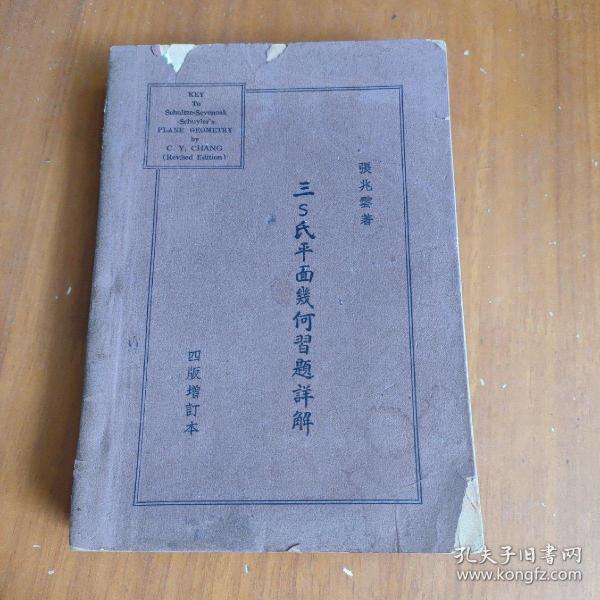 KEY
To
Schultze-Sevenoak
-Schuyler's
PLANE GEOMETRY
by
C. Y. CHANG
(Revised Edition)
張兆雲著
三S氏平面幾何習題詳解
四版增訂本
孔夫子旧书网
www.kongfz.com